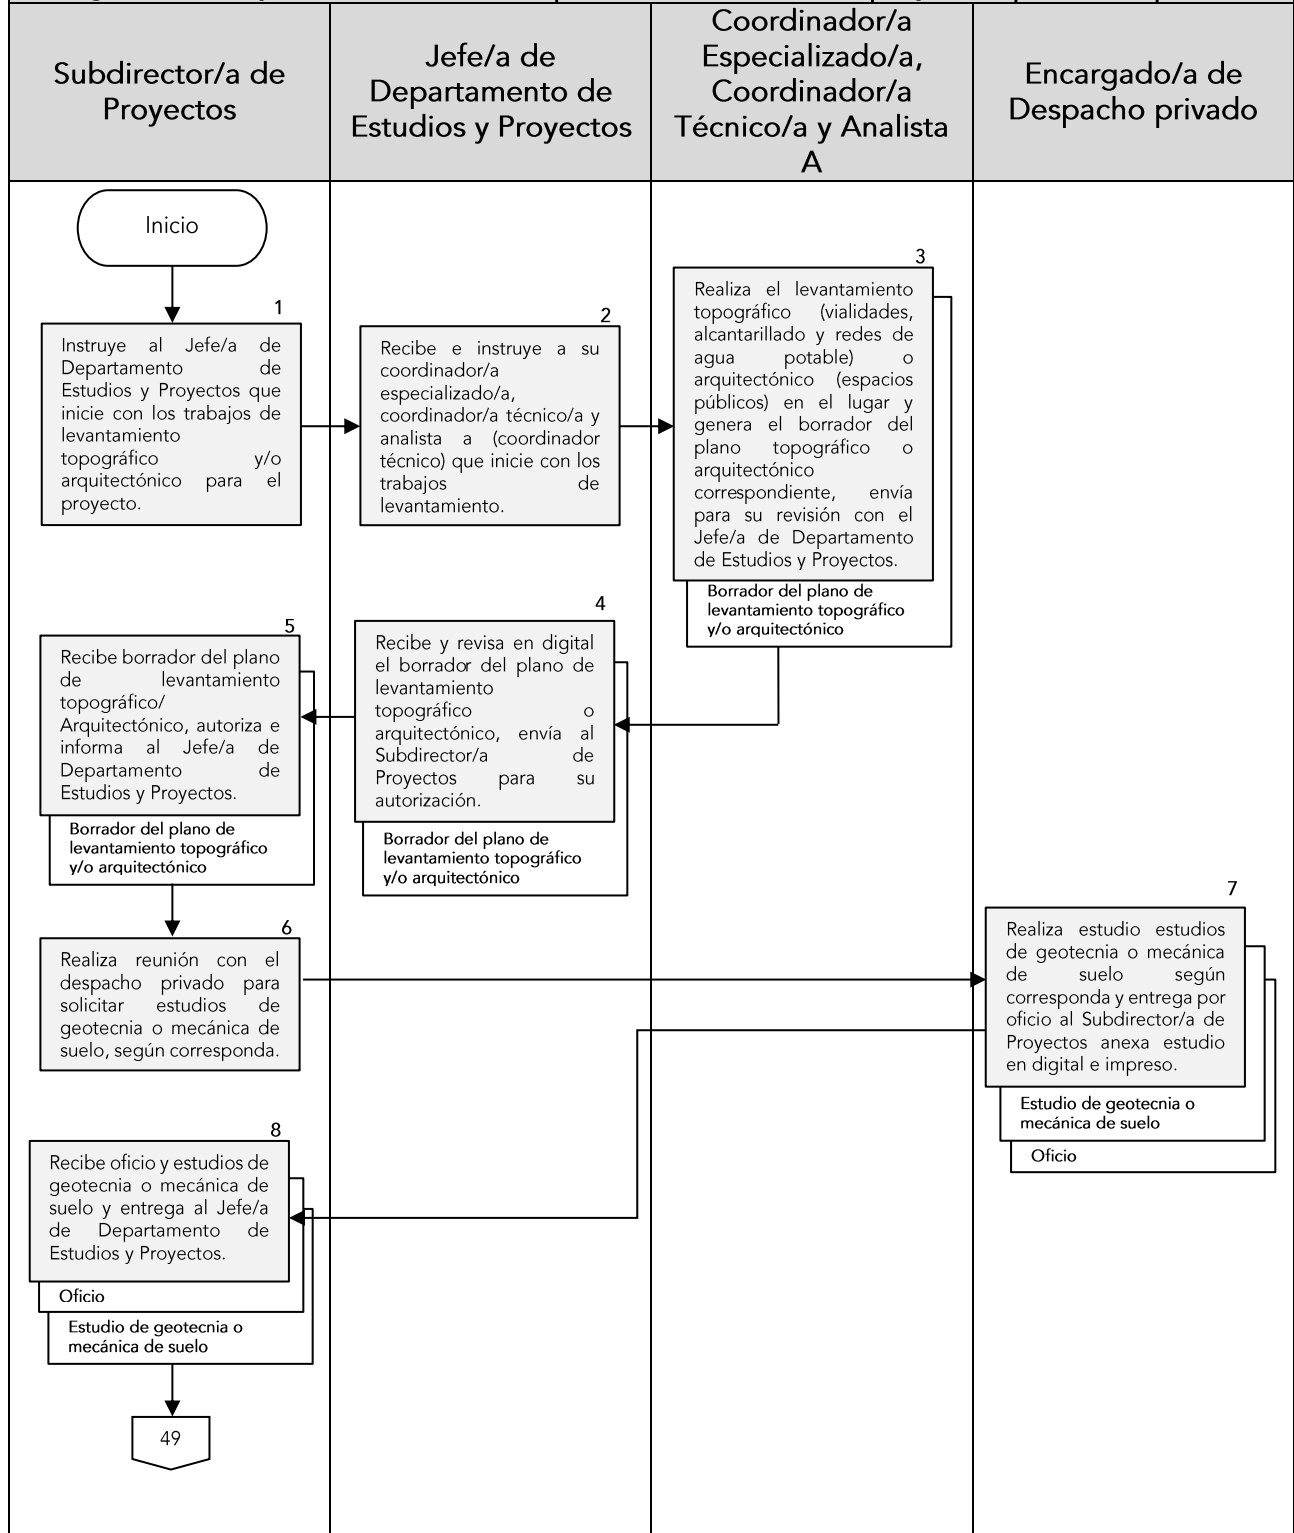 Subdirector/a de
Proyectos
Jefe/a de
Departamento de
Estudios y Proyectos
Coordinador/a
Especializado/a,
Coordinador/a
Técnico/a y Analista
A
Encargado/a de
Despacho privado
Inicio
1
Instruye al Jefe/a de
Departamento de
Estudios y Proyectos que
inicie con los trabajos de
levantamiento
topográfico y/o
arquitectónico para el
proyecto.
2
Recibe e instruye a su
coordinador/a
especializado/a,
coordinador/a técnico/a y
analista a (coordinador
técnico) que inicie con los
trabajos de
levantamiento.
3
Realiza el levantamiento
topográfico (vialidades,
alcantarillado y redes de
agua potable) o
arquitectónico (espacios
públicos) en el lugar y
genera el borrador del
plano topográfico o
arquitectónico
correspondiente, envía
para su revisión con el
Jefe/a de Departamento
de Estudios y Proyectos.
Borrador del plano de
levantamiento topográfico
y/o arquitectónico
4
Recibe y revisa en digital
el borrador del plano de
levantamiento
topográfico o
arquitectónico, envía al
Subdirector/a de
Proyectos para su
autorización.
Borrador del plano de
levantamiento topográfico
y/o arquitectónico
5
Recibe borrador del plano
de levantamiento
topográfico/
Arquitectónico, autoriza e
informa al Jefe/a de
Departamento de
Estudios y Proyectos.
Borrador del plano de
levantamiento topográfico
y/o arquitectónico
6
Realiza reunión con el
despacho privado para
solicitar estudios de
geotecnia o mecánica de
suelo, según corresponda.
7
Realiza estudio estudios
de geotecnia o mecánica
de suelo según
corresponda y entrega por
oficio al Subdirector/a de
Proyectos anexa estudio
en digital e impreso.
Estudio de geotecnia o
mecánica de suelo
Oficio
8
Recibe oficio y estudios de
geotecnia o mecánica de
suelo y entrega al Jefe/a
de Departamento de
Estudios y Proyectos.
Oficio
Estudio de geotecnia o
mecánica de suelo
49